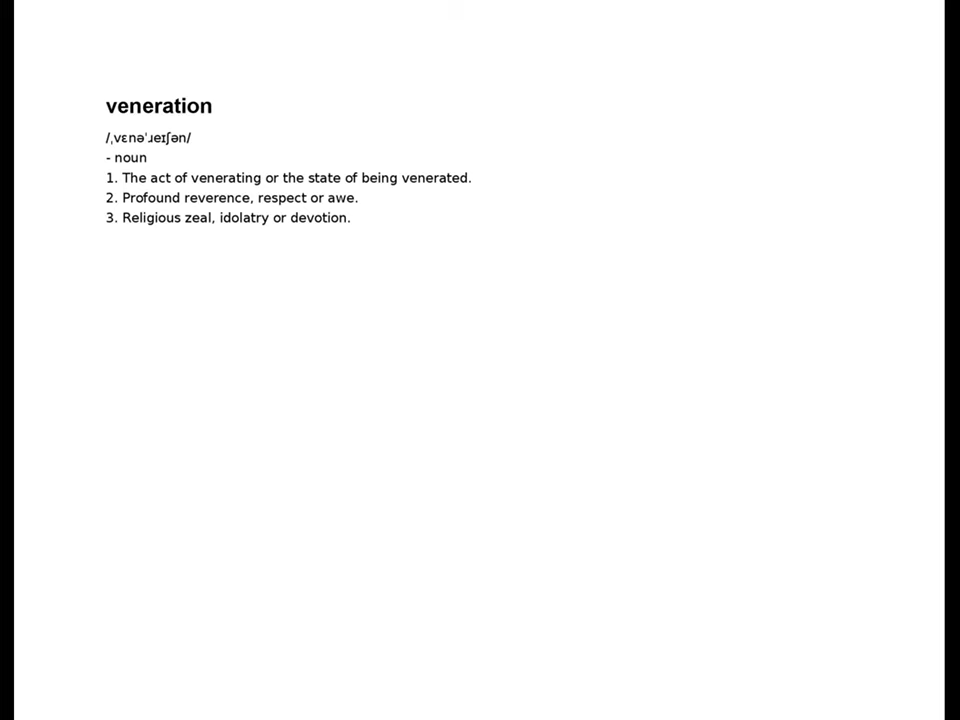 veneration
/ˌvɛnəˈɹeɪʃən/
- noun
1. The act of venerating or the state of being venerated.
2. Profound reverence, respect or awe.
3. Religious zeal, idolatry or devotion.